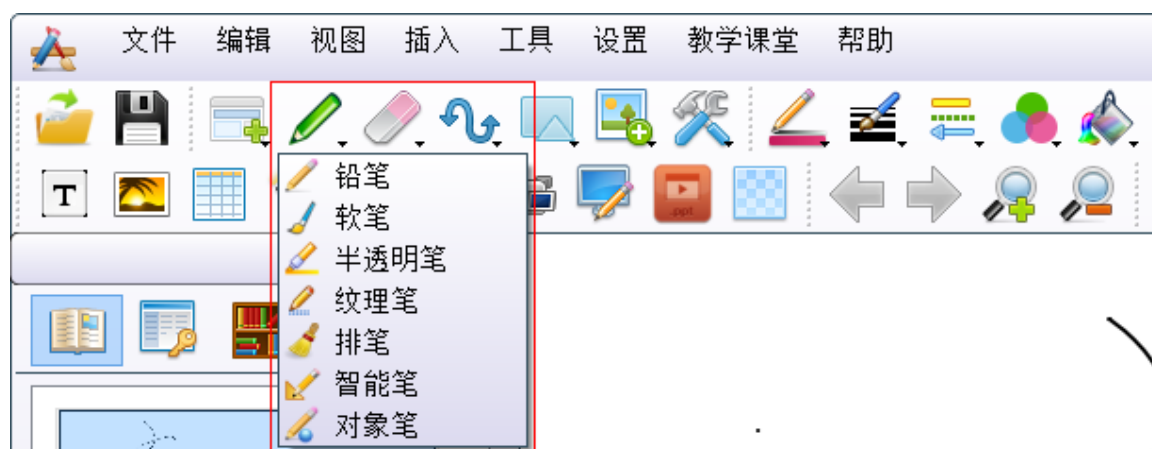 文件 编辑 视图 插入 工具 设置 教学课堂 帮助
T
.ppt
铅笔
软笔
半透明笔
纹理笔
排笔
智能笔
对象笔